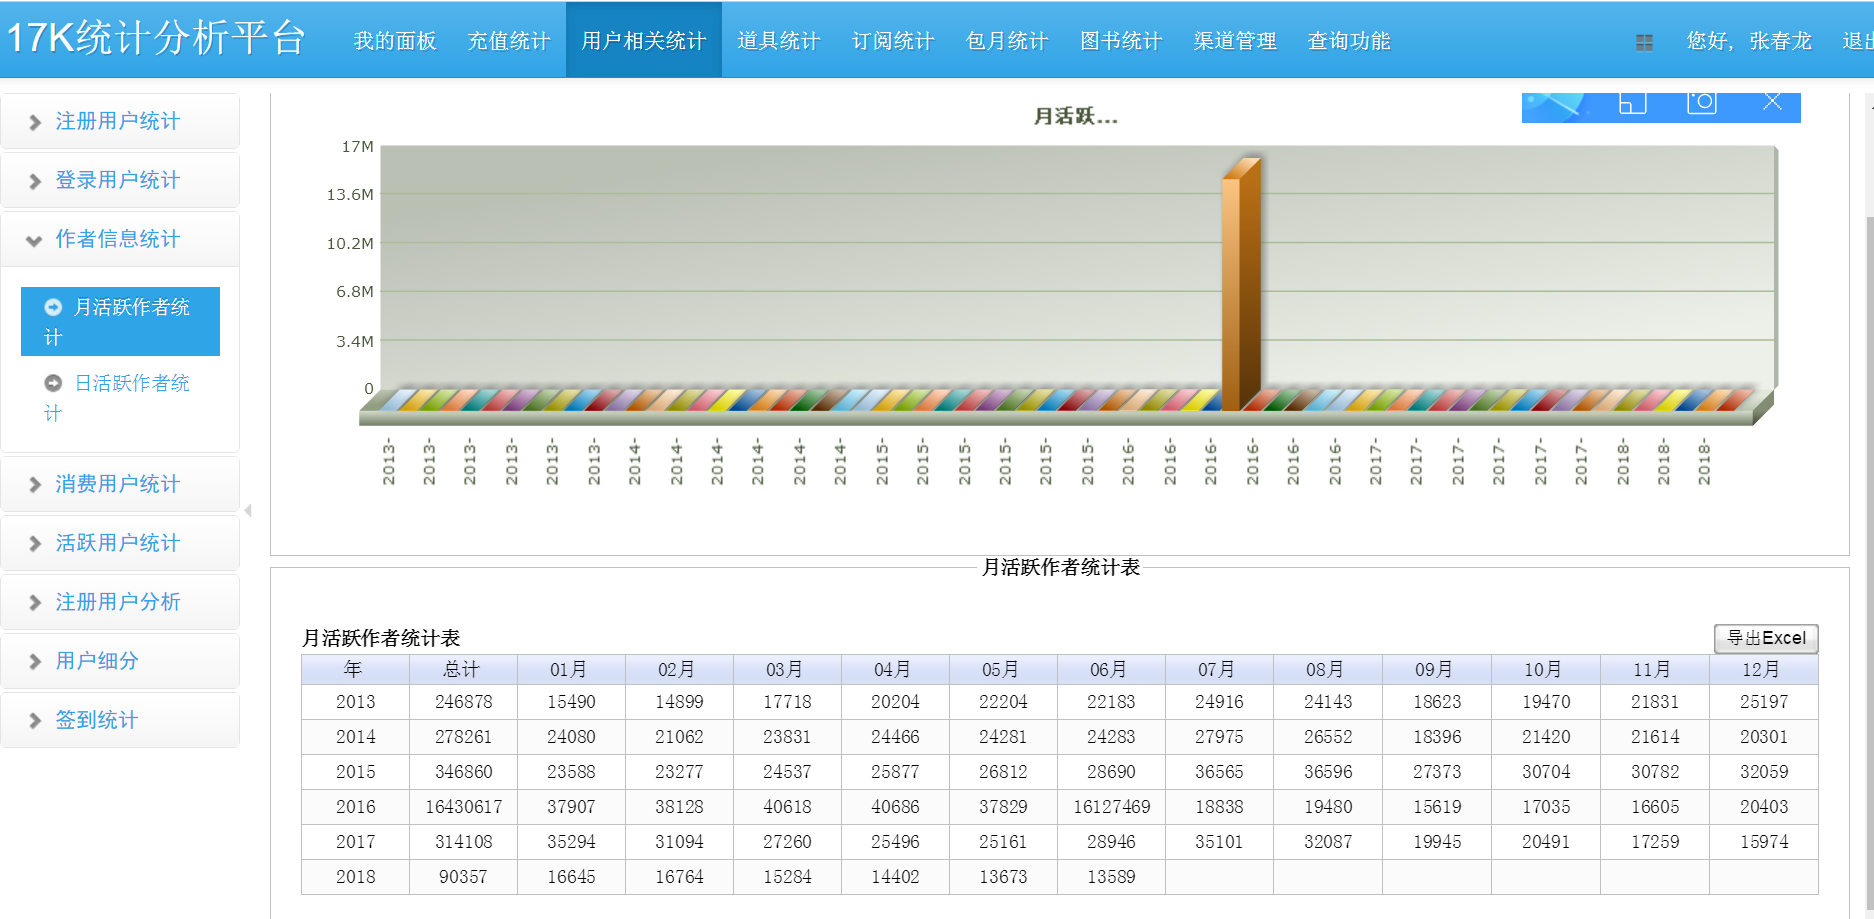 17K统计分析平台 我的面板 充值统计 用户相关统计 道具统计 订阅统计 包月统计 图书统计 渠道管理 查询功能 您好, 张春龙 退出
注册用户统计
登录用户统计
作者信息统计
月活跃作者统
计
日活跃作者统
计
消费用户统计
活跃用户统计
注册用户分析
用户细分
签到统计
月活跃...
17M
13.6M
10.2M
6.8M
3.4M
0
2013- 2013- 2013- 2013- 2013- 2013- 2014- 2014- 2014- 2014- 2014- 2014- 2015- 2015- 2015- 2015- 2015- 2015- 2016- 2016- 2016- 2016- 2016- 2016- 2017- 2017- 2017- 2017- 2017- 2017- 2018- 2018- 2018-
月活跃作者统计表
月活跃作者统计表 导出Excel
年 总计 01月 02月 03月 04月 05月 06月 07月 08月 09月 10月 11月 12月
2013 246878 15490 14899 17718 20204 22204 22183 24916 24143 18623 19470 21831 25197
2014 278261 24080 21062 23831 24466 24281 24283 27975 26552 18396 21420 21614 20301
2015 346860 23588 23277 24537 25877 26812 28690 36565 36596 27373 30704 30782 32059
2016 16430617 37907 38128 40618 40686 37829 16127469 18838 19480 15619 17035 16605 20403
2017 314108 35294 31094 27260 25496 25161 28946 35101 32087 19945 20491 17259 15974
2018 90357 16645 16764 15284 14402 13673 13589